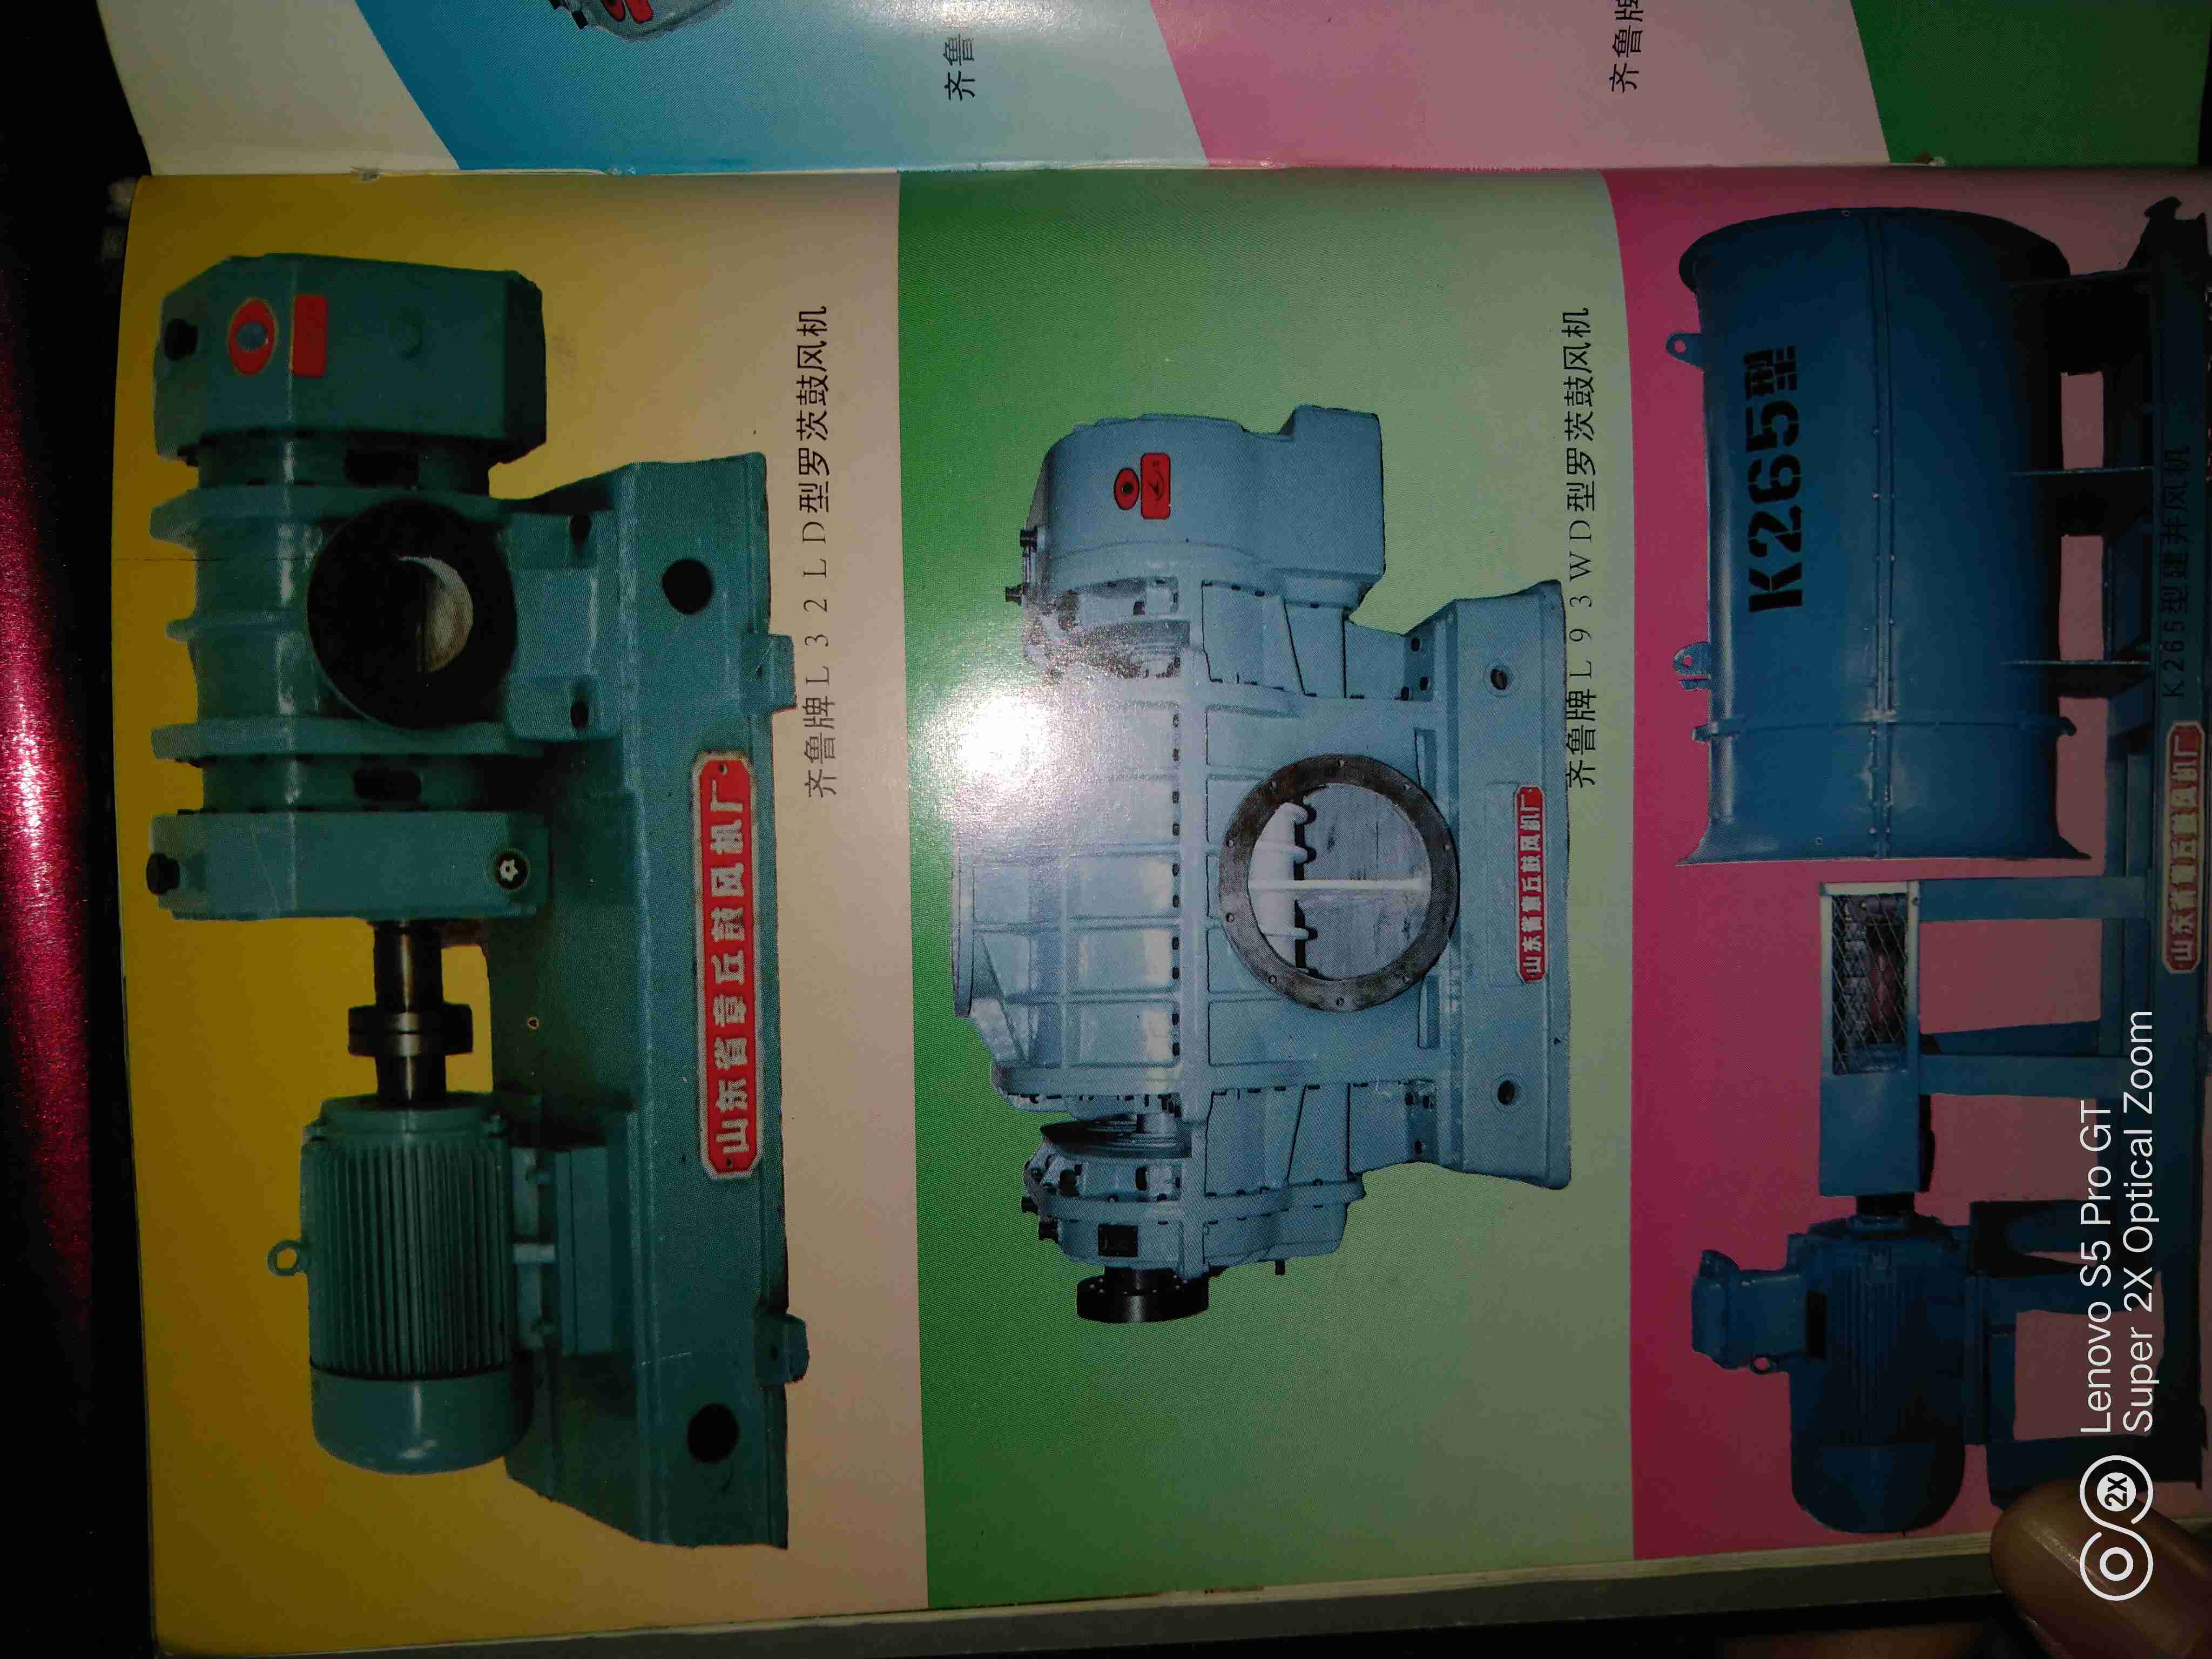 山东省章丘鼓风机厂
齐鲁牌L32LD型罗茨鼓风机
山东省章丘鼓风机厂
齐鲁牌L93WD型罗茨鼓风机
K265型
山东省章丘鼓风机厂
K265型建井风机
齐鲁
齐鲁牌
Lenovo S5 Pro GT
Super 2X Optical Zoom
2X